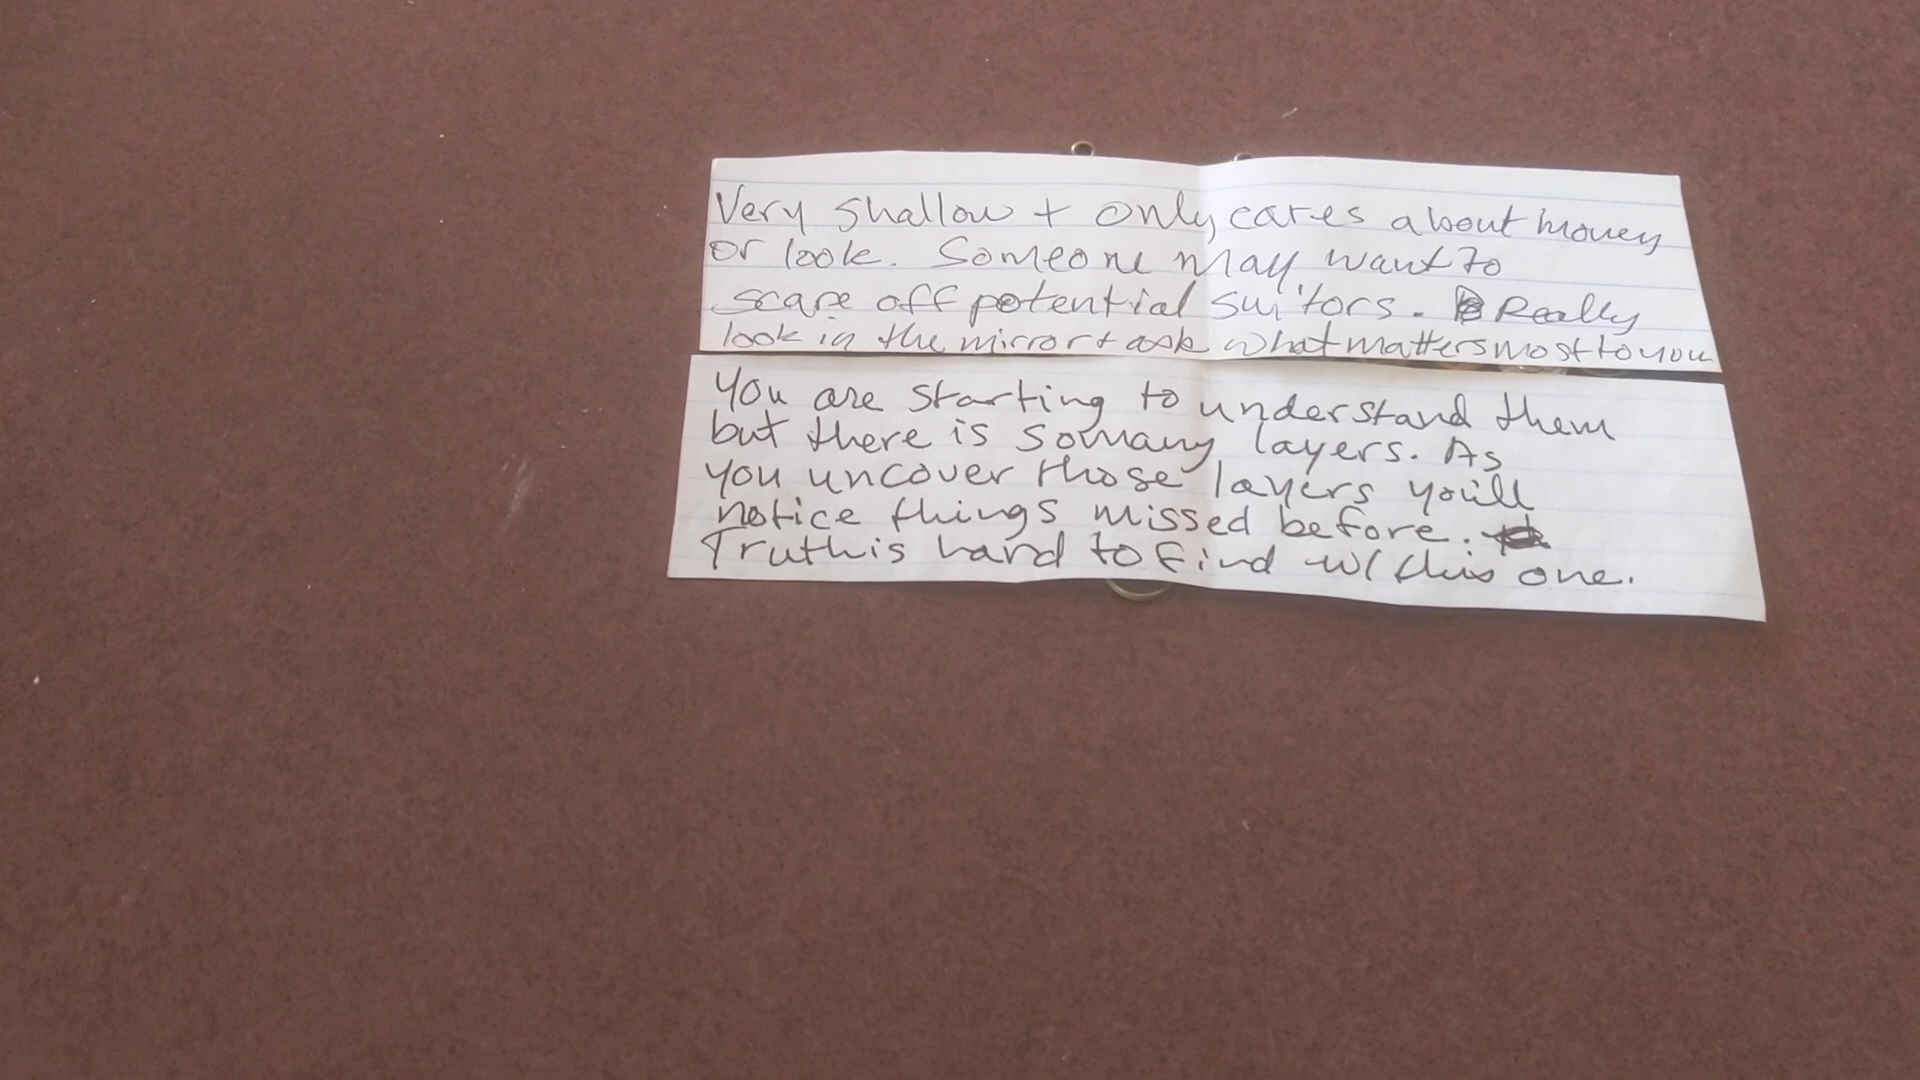 Very shallow + only cares about money
or look. Someone may want to
scare off potential suitors. Really
look in the mirror + ask what matters most to you
You are starting to understand them
but there is so many layers. As
you uncover those layers you'll
notice things missed before.
Truth is hard to find w/ this one.